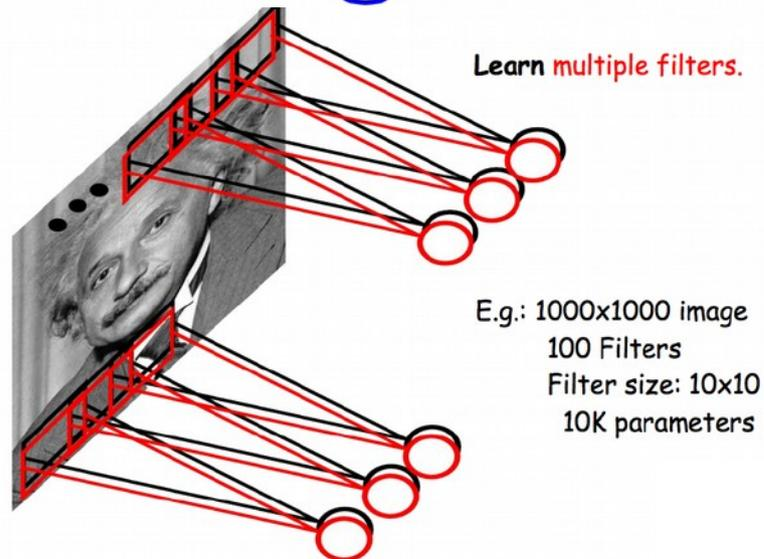 Learn multiple filters.
E.g.: 1000x1000 image
100 Filters
Filter size: 10x10
10K parameters